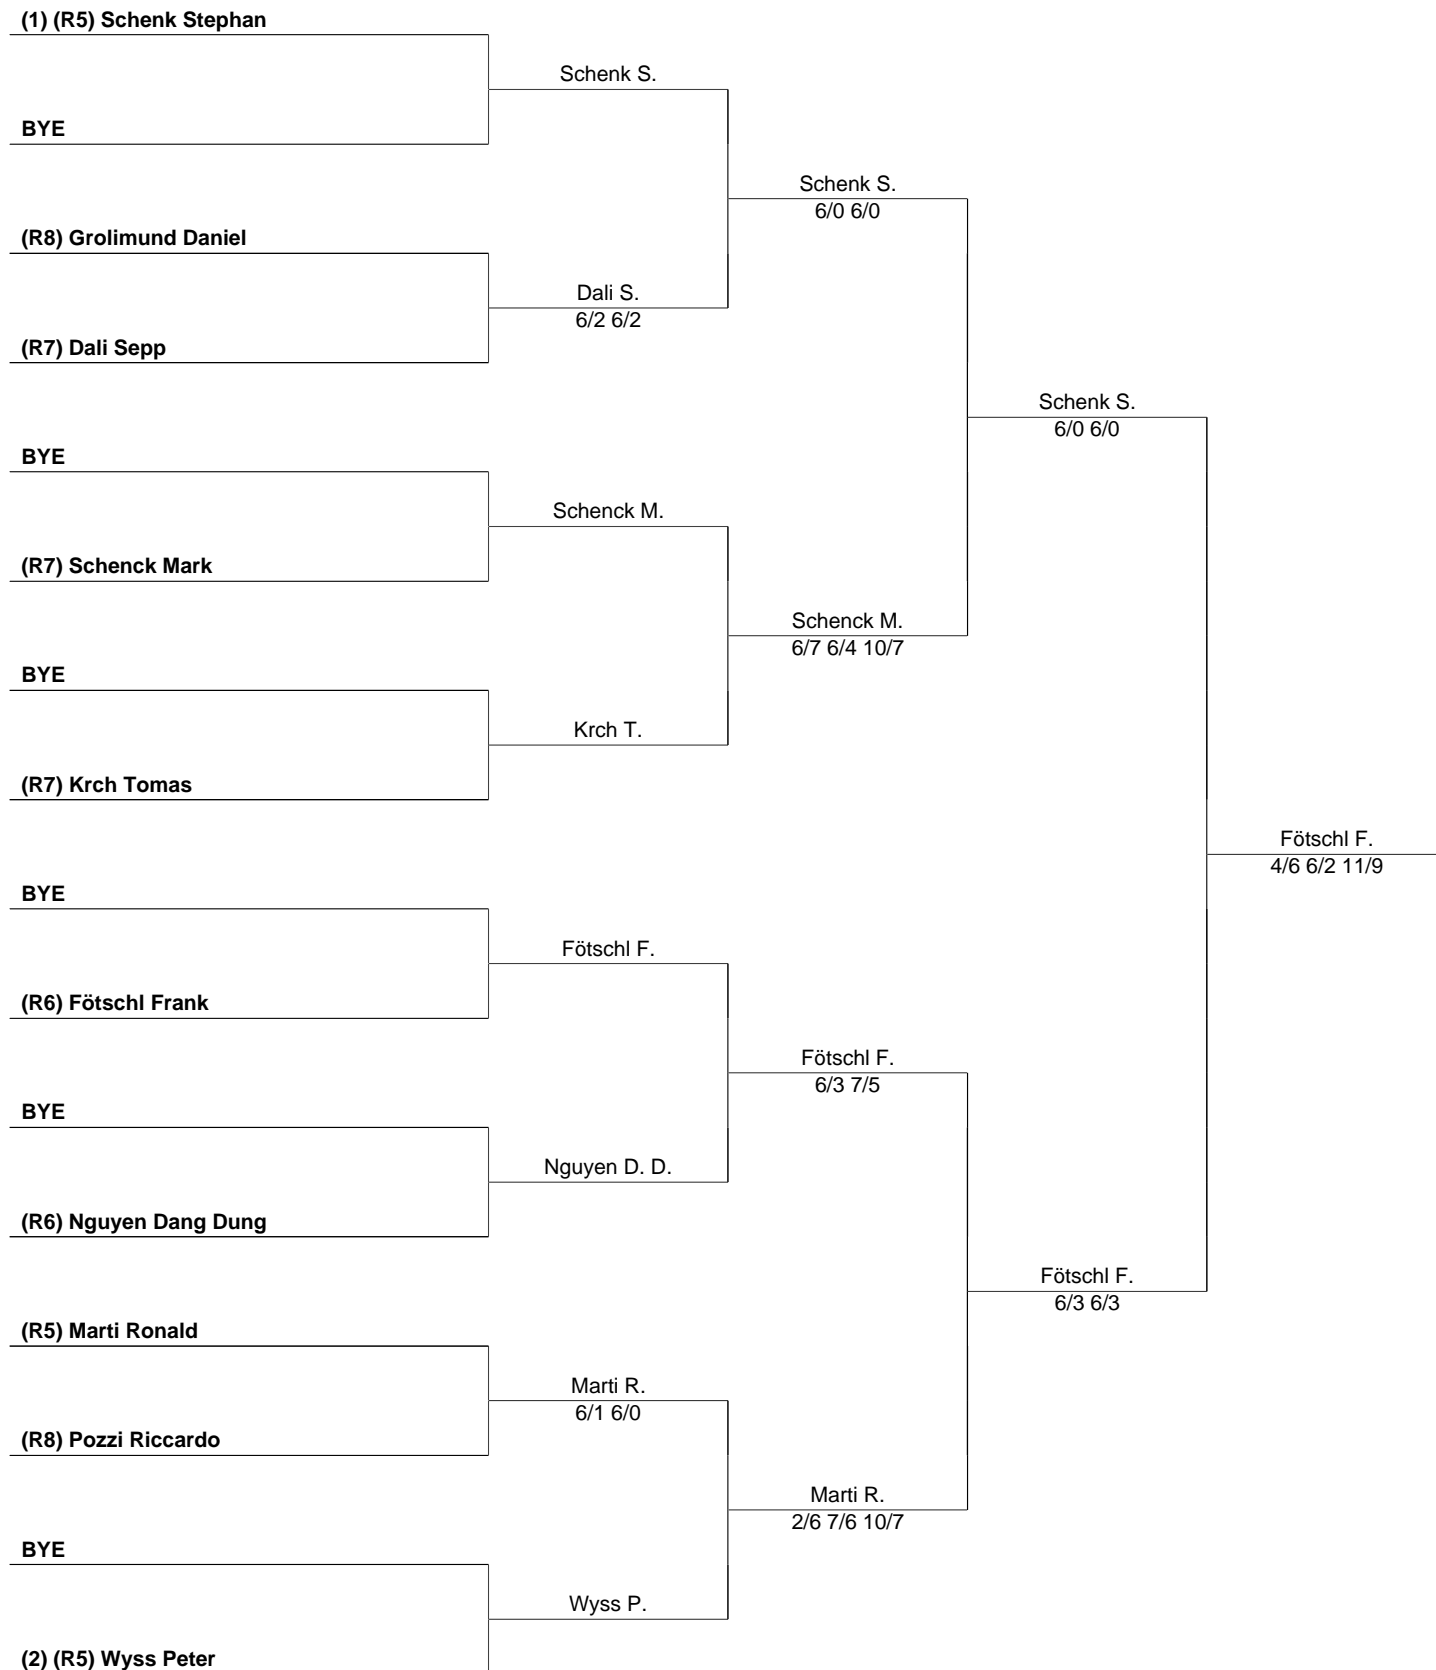 (1) (R5) Schenk Stephan
Schenk S.
BYE
Schenk S.
6/0 6/0
(R8) Grolimund Daniel
Dali S.
6/2 6/2
(R7) Dali Sepp
Schenk S.
6/0 6/0
BYE
Schenck M.
(R7) Schenck Mark
Schenck M.
6/7 6/4 10/7
BYE
Krch T.
(R7) Krch Tomas
Fötschl F.
4/6 6/2 11/9
BYE
Fötschl F.
(R6) Fötschl Frank
Fötschl F.
6/3 7/5
BYE
Nguyen D. D.
(R6) Nguyen Dang Dung
Fötschl F.
6/3 6/3
(R5) Marti Ronald
Marti R.
6/1 6/0
(R8) Pozzi Riccardo
Marti R.
2/6 7/6 10/7
BYE
Wyss P.
(2) (R5) Wyss Peter